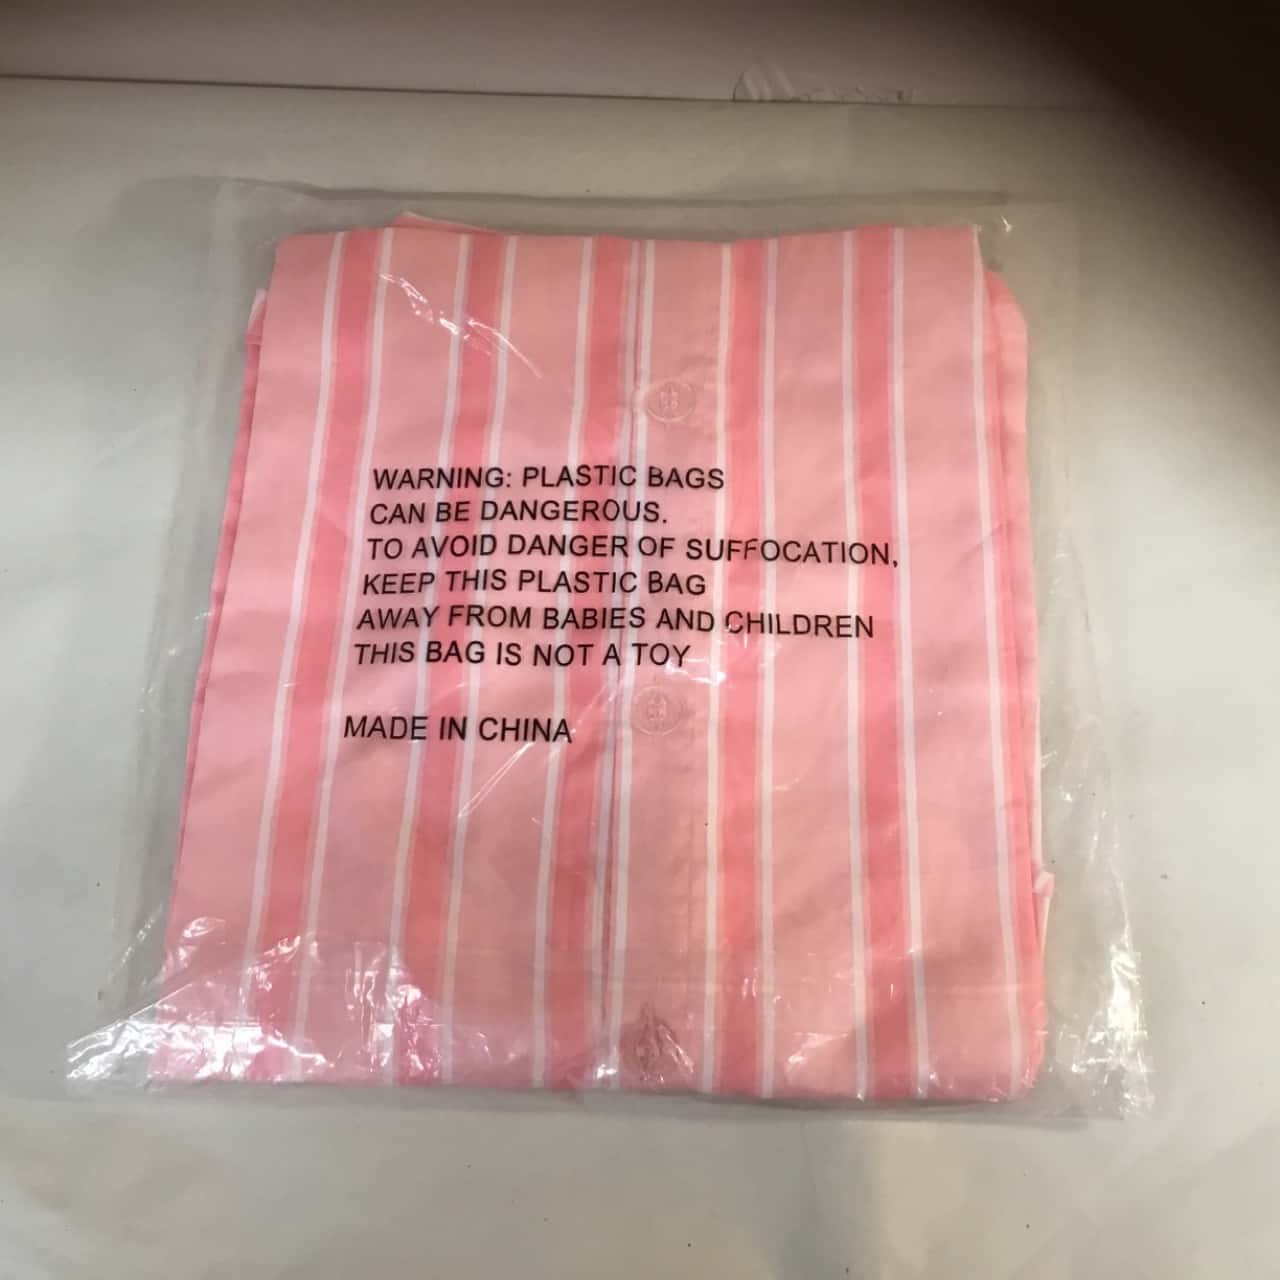 WARNING: PLASTIC BAGS
CAN BE DANGEROUS.
TO AVOID DANGER OF SUFFOCATION,
KEEP THIS PLASTIC BAG
AWAY FROM BABIES AND CHILDREN
THIS BAG IS NOT A TOY
MADE IN CHINA